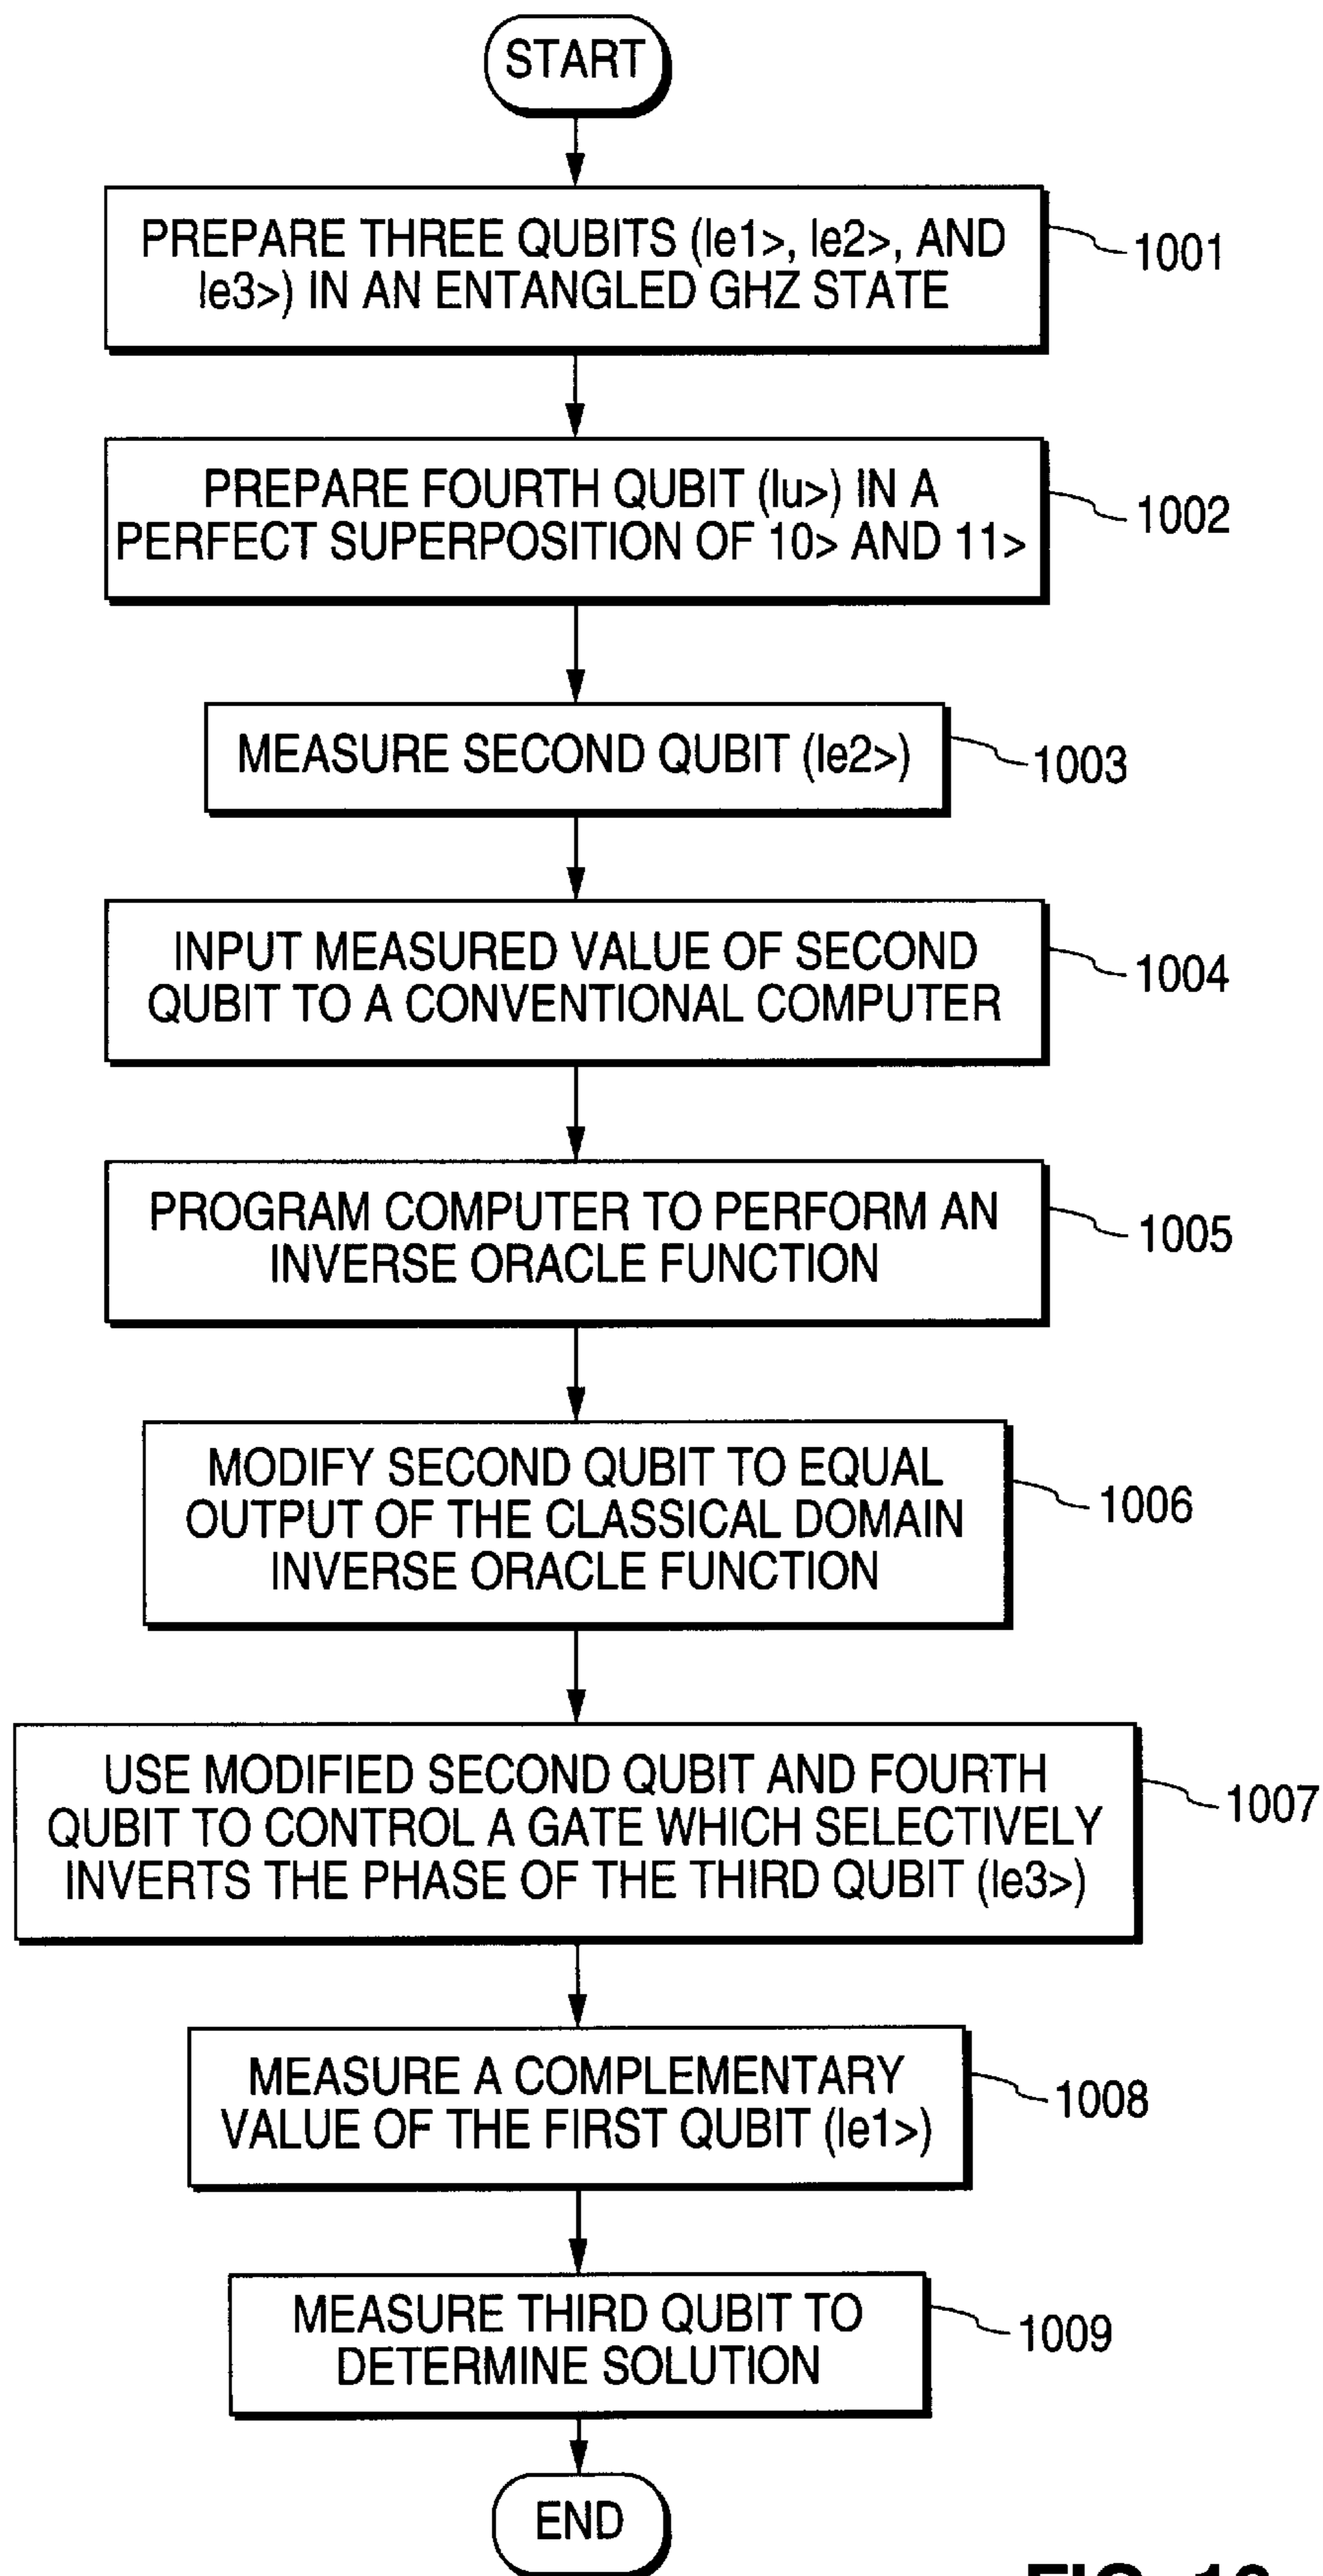 START
PREPARE THREE QUBITS (le1>, le2>, AND
le3>) IN AN ENTANGLED GHZ STATE
1001
PREPARE FOURTH QUBIT (lu>) IN A
PERFECT SUPERPOSITION OF 10> AND 11>
1002
MEASURE SECOND QUBIT (le2>)
1003
INPUT MEASURED VALUE OF SECOND
QUBIT TO A CONVENTIONAL COMPUTER
1004
PROGRAM COMPUTER TO PERFORM AN
INVERSE ORACLE FUNCTION
1005
MODIFY SECOND QUBIT TO EQUAL
OUTPUT OF THE CLASSICAL DOMAIN
INVERSE ORACLE FUNCTION
1006
USE MODIFIED SECOND QUBIT AND FOURTH
QUBIT TO CONTROL A GATE WHICH SELECTIVELY
INVERTS THE PHASE OF THE THIRD QUBIT (le3>)
1007
MEASURE A COMPLEMENTARY
VALUE OF THE FIRST QUBIT (le1>)
1008
MEASURE THIRD QUBIT TO
DETERMINE SOLUTION
1009
END